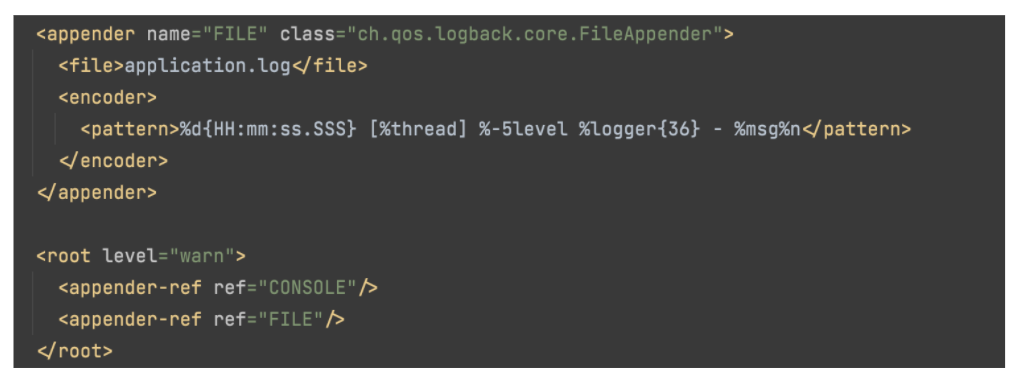 <appender name="FILE" class="ch.qos.logback.core.FileAppender">
<file>application.log</file>
<encoder>
<pattern>%d{HH:mm:ss.SSS} [%thread] %-5level %logger{36} - %msg%n</pattern>
</encoder>
</appender>
<root level="warn">
<appender-ref ref="CONSOLE"/>
<appender-ref ref="FILE"/>
</root>